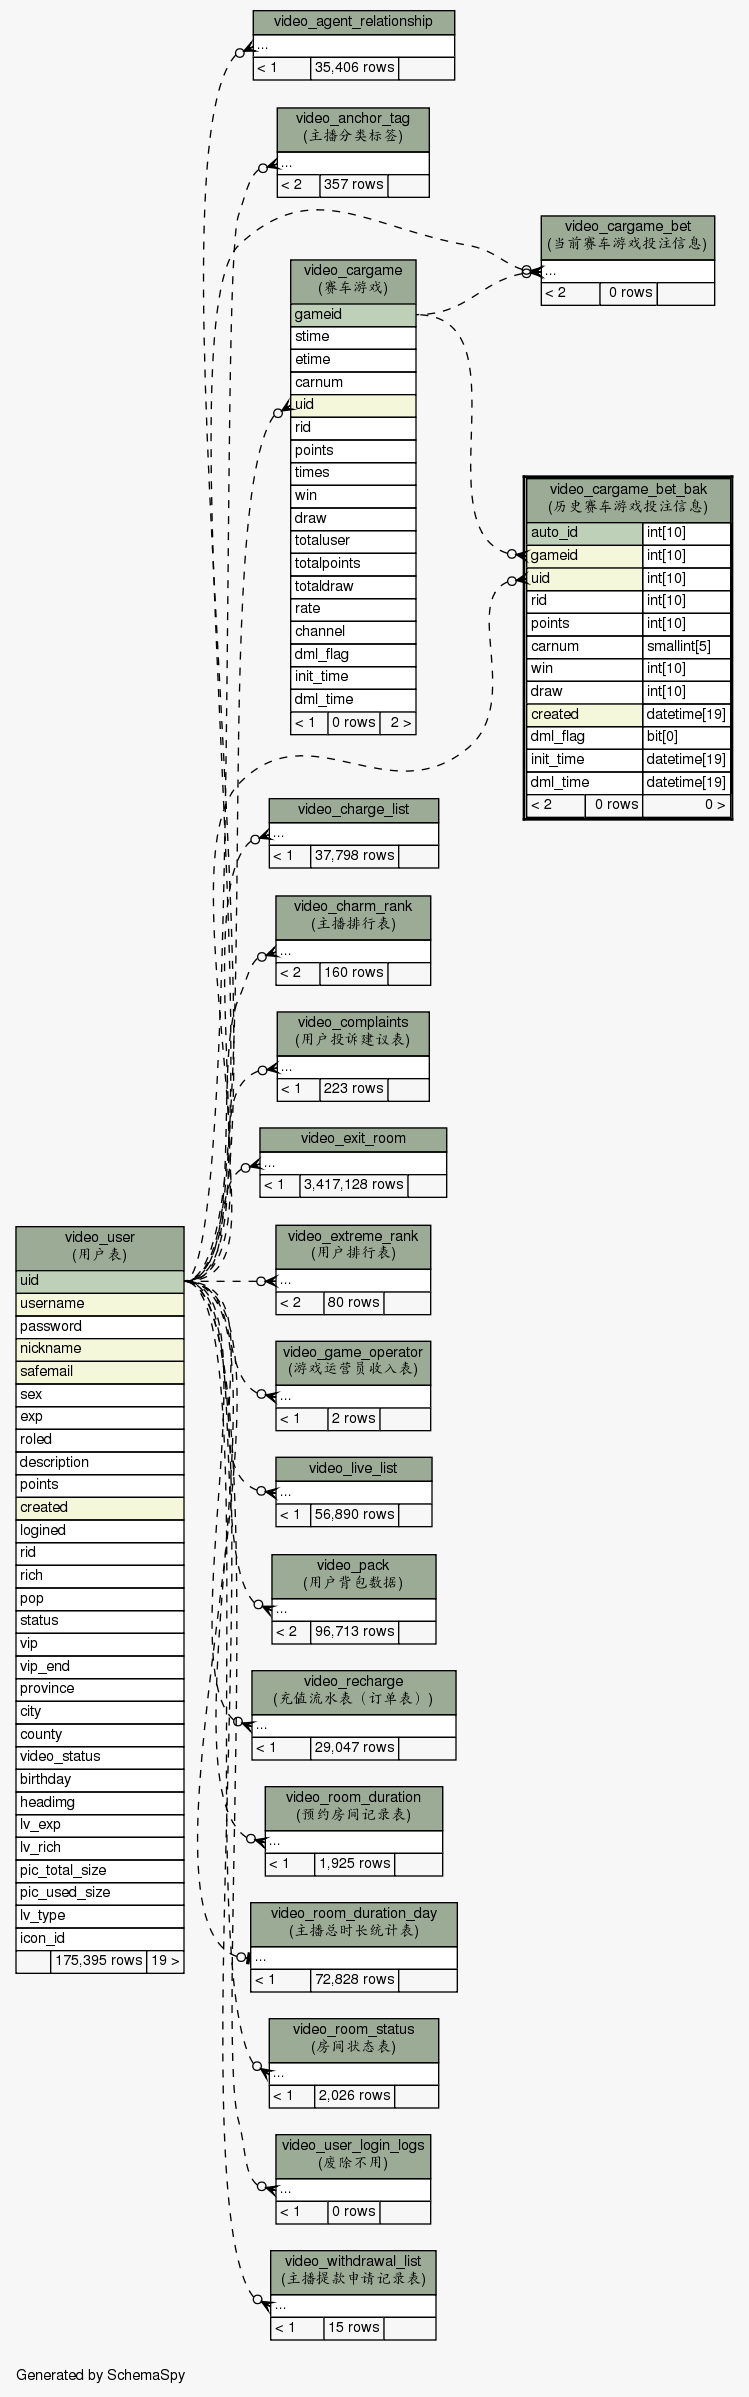 video_agent_relationship
...
< 1 35,406 rows
video_anchor_tag
(主播分类标签)
...
< 2 357 rows
video_cargame_bet
(当前赛车游戏投注信息)
...
< 2 0 rows
video_cargame
(赛车游戏)
gameid
stime
etime
carnum
uid
rid
points
times
win
draw
totaluser
totalpoints
totaldraw
rate
channel
dml_flag
init_time
dml_time
< 1 0 rows 2 >
video_cargame_bet_bak
(历史赛车游戏投注信息)
auto_id int[10]
gameid int[10]
uid int[10]
rid int[10]
points int[10]
carnum smallint[5]
win int[10]
draw int[10]
created datetime[19]
dml_flag bit[0]
init_time datetime[19]
dml_time datetime[19]
< 2 0 rows 0 >
video_charge_list
...
< 1 37,798 rows
video_charm_rank
(主播排行表)
...
< 2 160 rows
video_complaints
(用户投诉建议表)
...
< 1 223 rows
video_exit_room
...
< 1 3,417,128 rows
video_user
(用户表)
uid
username
password
nickname
safemail
sex
exp
roled
description
points
created
logined
rid
rich
pop
status
vip
vip_end
province
city
county
video_status
birthday
headimg
lv_exp
lv_rich
pic_total_size
pic_used_size
lv_type
icon_id
175,395 rows 19 >
video_extreme_rank
(用户排行表)
...
< 2 80 rows
video_game_operator
(游戏运营员收入表)
...
< 1 2 rows
video_live_list
...
< 1 56,890 rows
video_pack
(用户背包数据)
...
< 2 96,713 rows
video_recharge
(充值流水表（订单表）)
...
< 1 29,047 rows
video_room_duration
(预约房间记录表)
...
< 1 1,925 rows
video_room_duration_day
(主播总时长统计表)
...
< 1 72,828 rows
video_room_status
(房间状态表)
...
< 1 2,026 rows
video_user_login_logs
(废除不用)
...
< 1 0 rows
video_withdrawal_list
(主播提款申请记录表)
...
< 1 15 rows
Generated by SchemaSpy